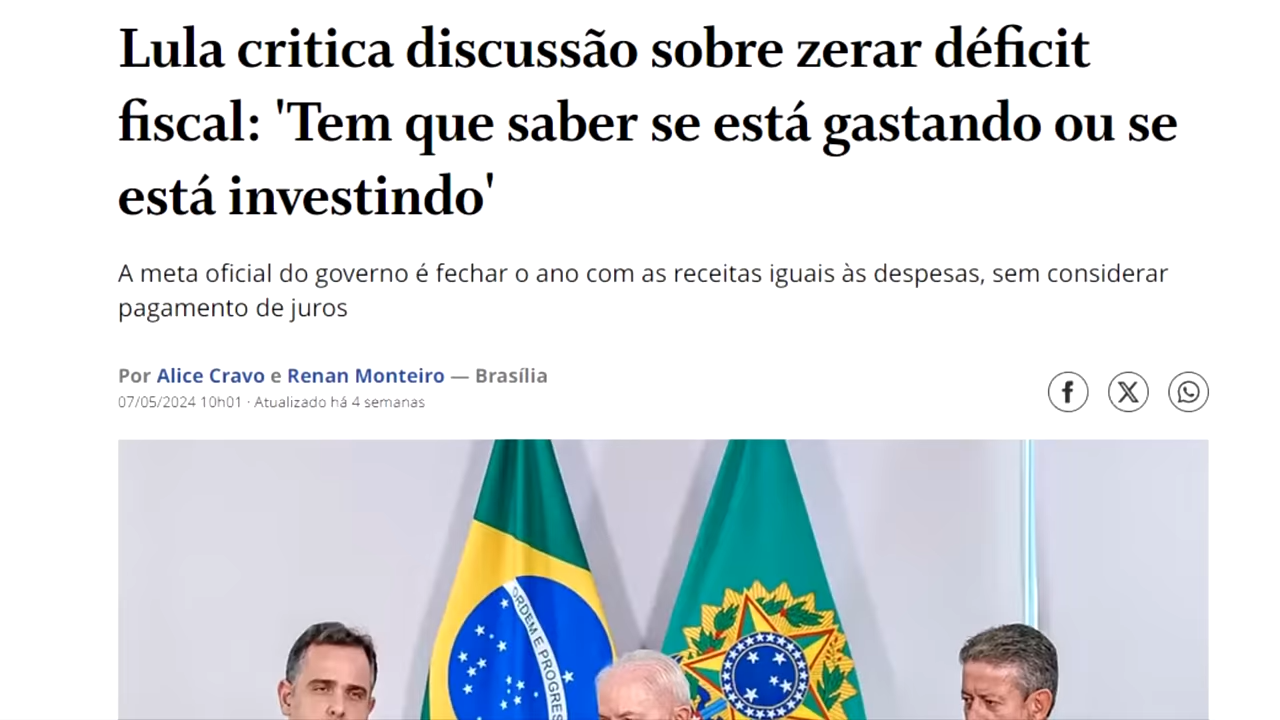 Lula critica discussão sobre zerar déficit
fiscal: 'Tem que saber se está gastando ou se
está investindo'
A meta oficial do governo é fechar o ano com as receitas iguais às despesas, sem considerar
pagamento de juros
Por Alice Cravo e Renan Monteiro — Brasília
07/05/2024 10h01 · Atualizado há 4 semanas
ORDEM E PROGRES